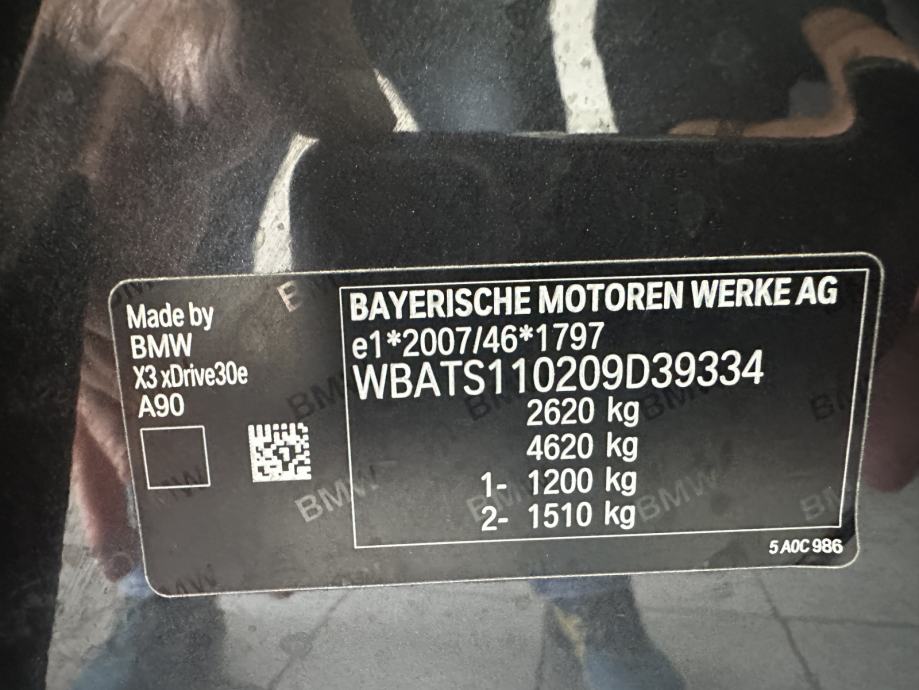 Made by
BMW
X3 xDrive30e
A90
BAYERISCHE MOTOREN WERKE AG
e1*2007/46*1797
WBATS110209D39334
2620 kg
4620 kg
1- 1200 kg
2- 1510 kg
5 A0C 986